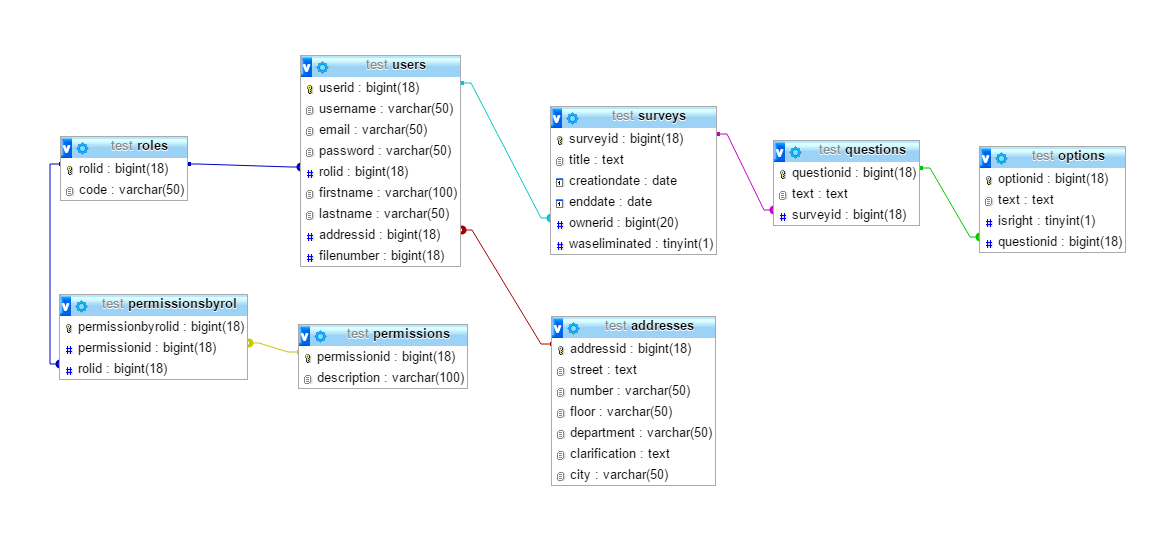 test users
userid : bigint(18)
username : varchar(50)
email : varchar(50)
password : varchar(50)
rolid : bigint(18)
firstname : varchar(100)
lastname : varchar(50)
addressid : bigint(18)
filenumber : bigint(18)
test surveys
surveyid : bigint(18)
title : text
creationdate : date
enddate : date
ownerid : bigint(20)
waseliminated : tinyint(1)
test roles
rolid : bigint(18)
code : varchar(50)
test questions
questionid : bigint(18)
text : text
surveyid : bigint(18)
test options
optionid : bigint(18)
text : text
isright : tinyint(1)
questionid : bigint(18)
test permissionsbyrol
permissionbyrolid : bigint(18)
permissionid : bigint(18)
rolid : bigint(18)
test permissions
permissionid : bigint(18)
description : varchar(100)
test addresses
addressid : bigint(18)
street : text
number : varchar(50)
floor : varchar(50)
department : varchar(50)
clarification : text
city : varchar(50)